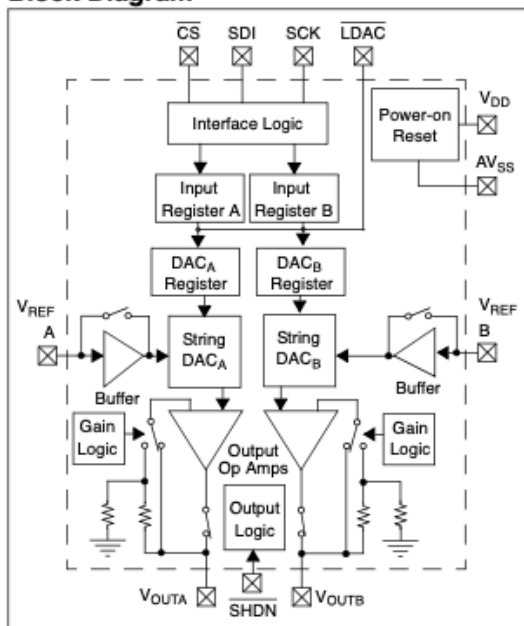 Block Diagram
CS SDI SCK LDAC
Interface Logic
Power-on
Reset
VDD
AVSS
Input
Register A
Input
Register B
DACA
Register
DACB
Register
VREF
A
VREF
B
String
DACA
String
DACB
Buffer
Buffer
Gain
Logic
Gain
Logic
Output
Op Amps
Output
Logic
VOUTA
SHDN
VOUTB